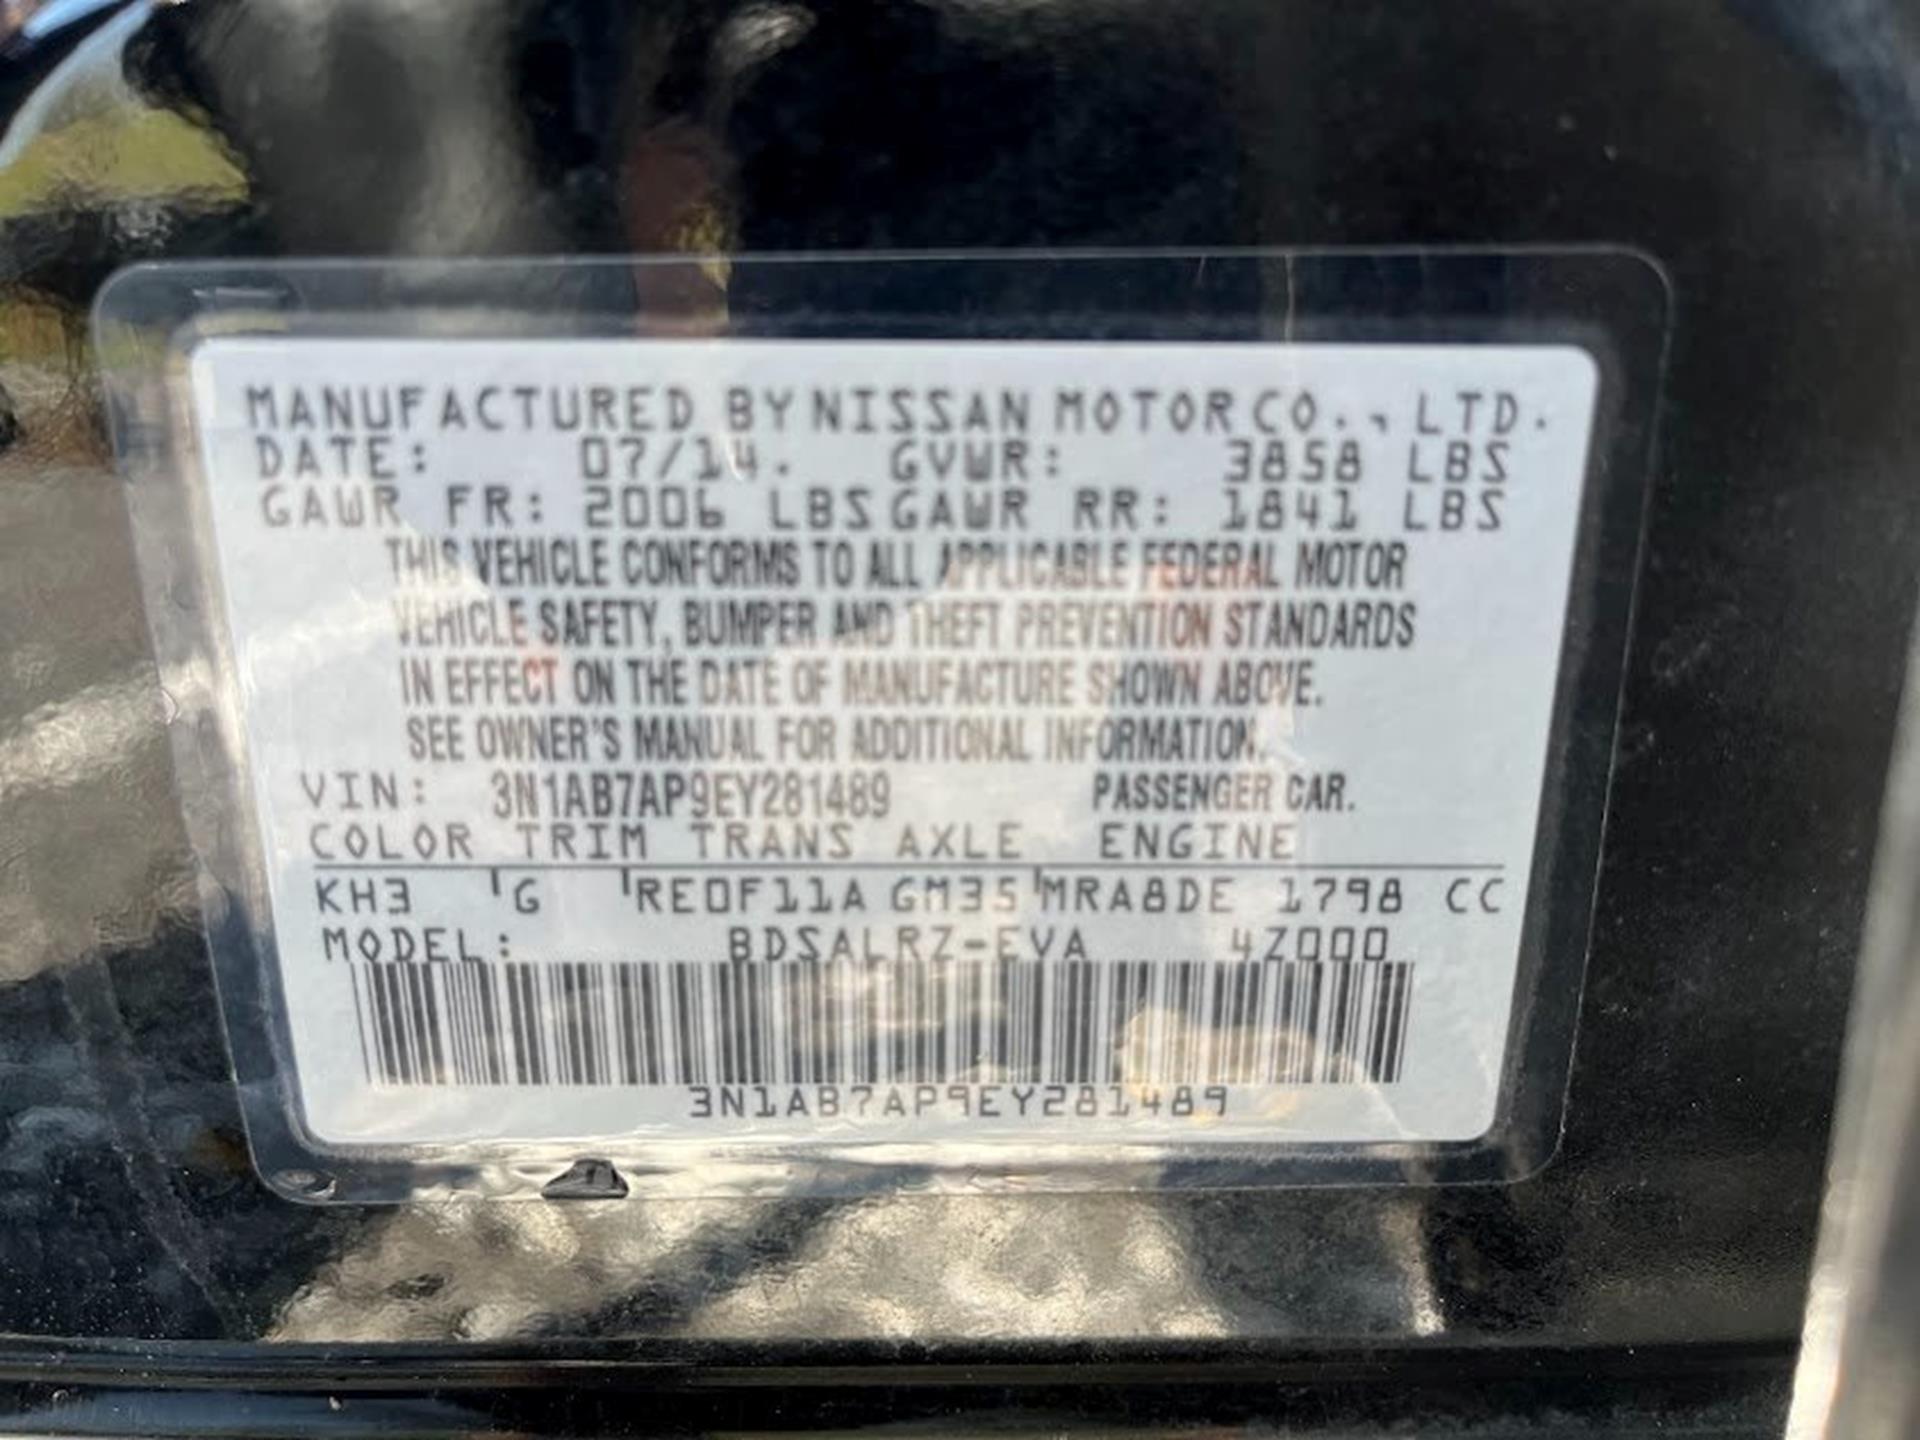 MANUFACTURED BY NISSAN MOTOR CO., LTD.
DATE: 07/14. GVWR: 3858 LBS
GAWR FR: 2006 LBS GAWR RR: 1841 LBS
THIS VEHICLE CONFORMS TO ALL APPLICABLE FEDERAL MOTOR
VEHICLE SAFETY, BUMPER AND THEFT PREVENTION STANDARDS
IN EFFECT ON THE DATE OF MANUFACTURE SHOWN ABOVE.
SEE OWNER'S MANUAL FOR ADDITIONAL INFORMATION.
VIN: 3N1AB7AP9EY281489 PASSENGER CAR.
COLOR TRIM TRANS AXLE ENGINE
KH3 G RE0F11A GM35 MRA8DE 1798 CC
MODEL: BDSALRZ-EVA 4Z000
3N1AB7AP9EY281489